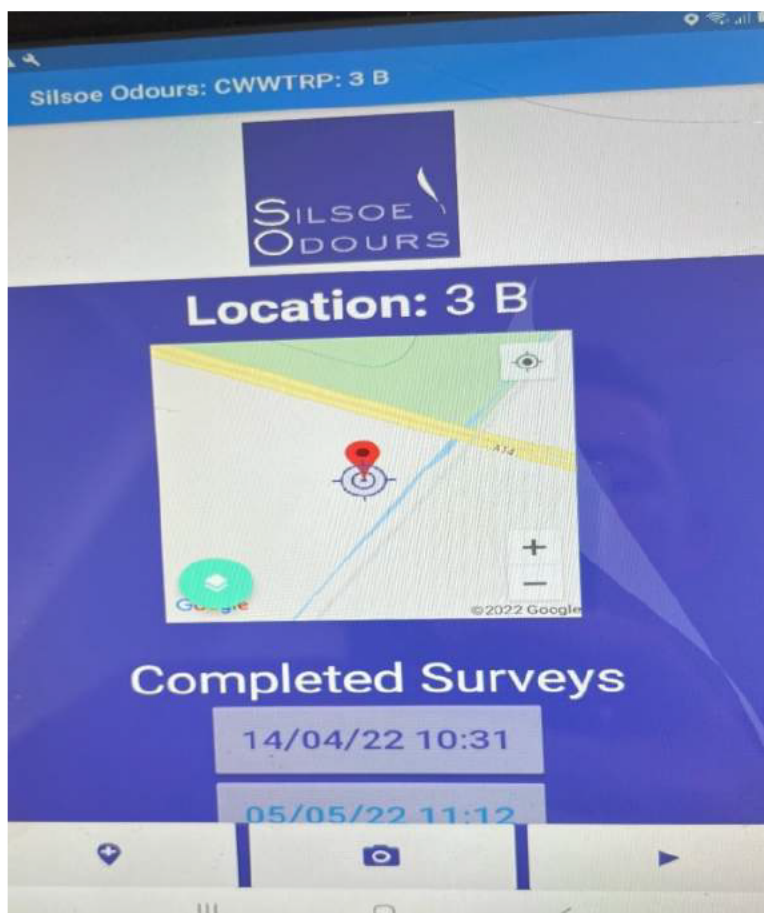 Silsoe Odours: CWWTRP: 3 B
SILSOE
ODOURS
Location: 3 B
A14
Google
©2022 Google
Completed Surveys
14/04/22 10:31
05/05/22 11:12